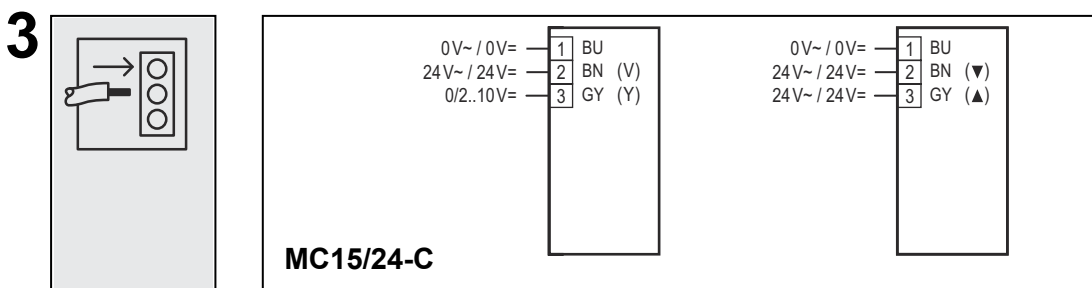 3
0V~ / 0V= 1 BU
24V~ / 24V= 2 BN (V)
0/2..10V= 3 GY (Y)
0V~ / 0V= 1 BU
24V~ / 24V= 2 BN (▼)
24V~ / 24V= 3 GY (▲)
MC15/24-C